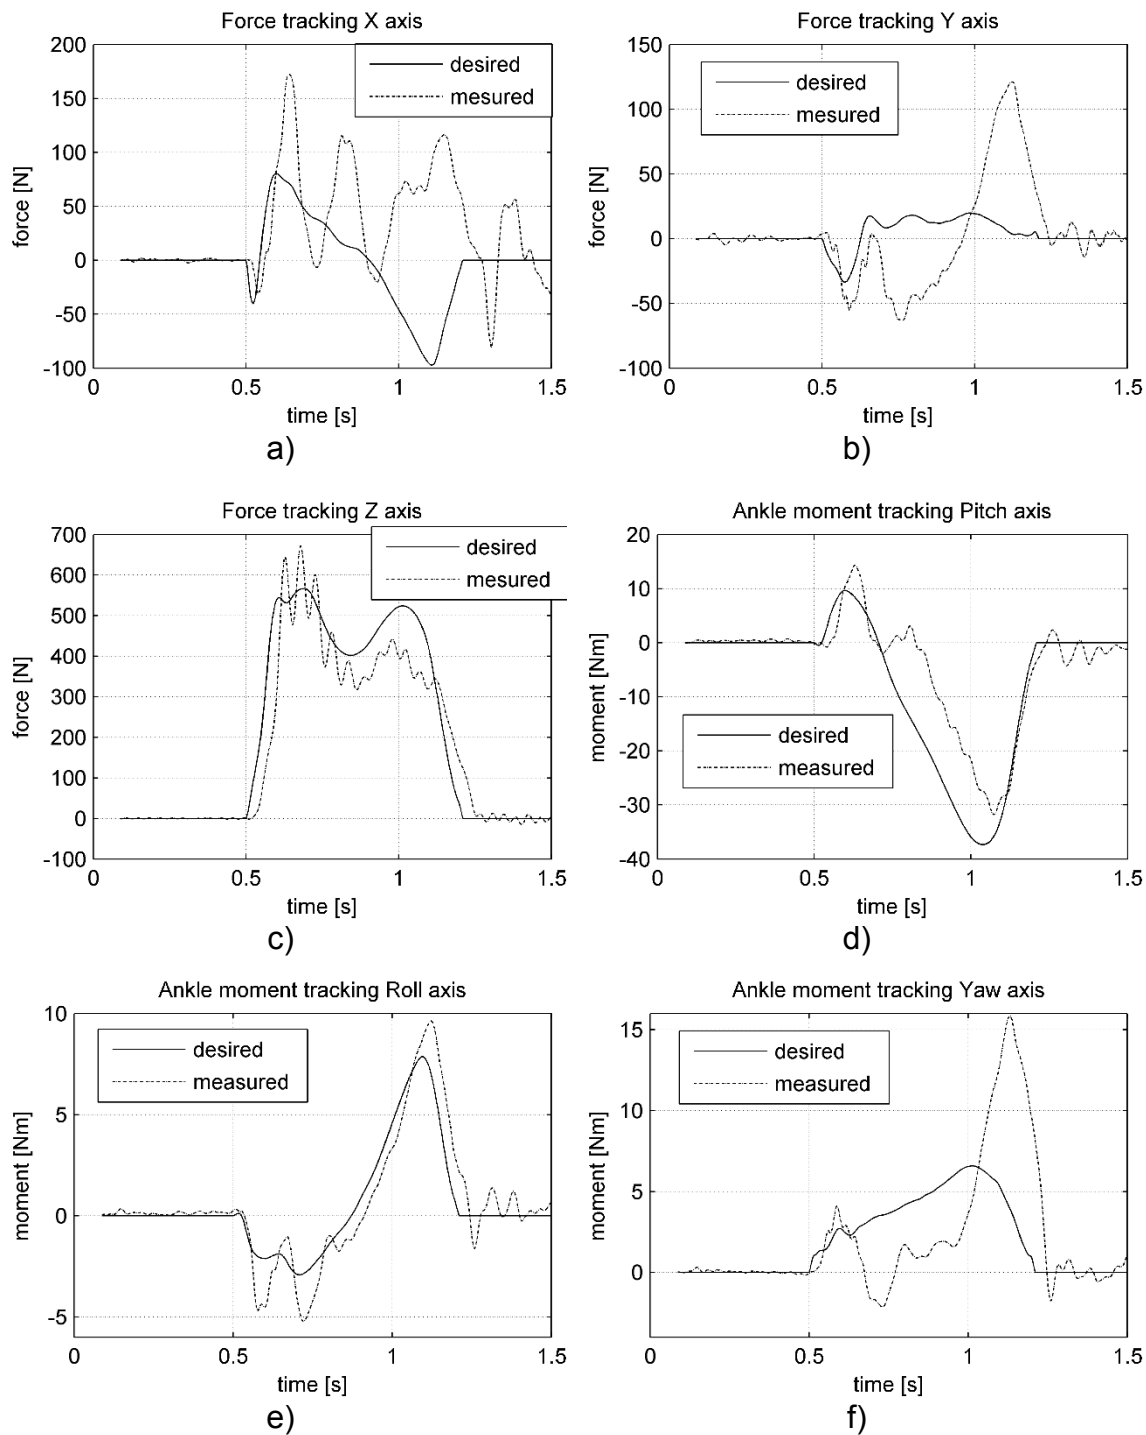 Force tracking X axis
200
150
100
50
0
-50
-100
force [N]
desired
mesured
0
0.5
1
1.5
time [s]
a)
Force tracking Y axis
150
100
50
0
-50
-100
force [N]
desired
mesured
0
0.5
1
1.5
time [s]
b)
Force tracking Z axis
700
600
500
400
300
200
100
0
-100
force [N]
desired
mesured
0
0.5
1
1.5
time [s]
c)
Ankle moment tracking Pitch axis
20
10
0
-10
-20
-30
-40
moment [Nm]
desired
measured
0
0.5
1
1.5
time [s]
d)
Ankle moment tracking Roll axis
10
5
0
-5
moment [Nm]
desired
measured
0
0.5
1
1.5
time [s]
e)
Ankle moment tracking Yaw axis
15
10
5
0
moment [Nm]
desired
measured
0
0.5
1
1.5
time [s]
f)